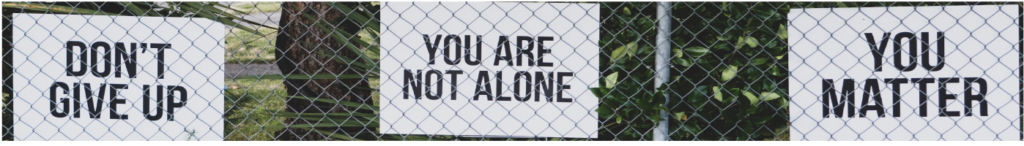 DON'T
GIVE UP
YOU ARE
NOT ALONE
YOU
MATTER